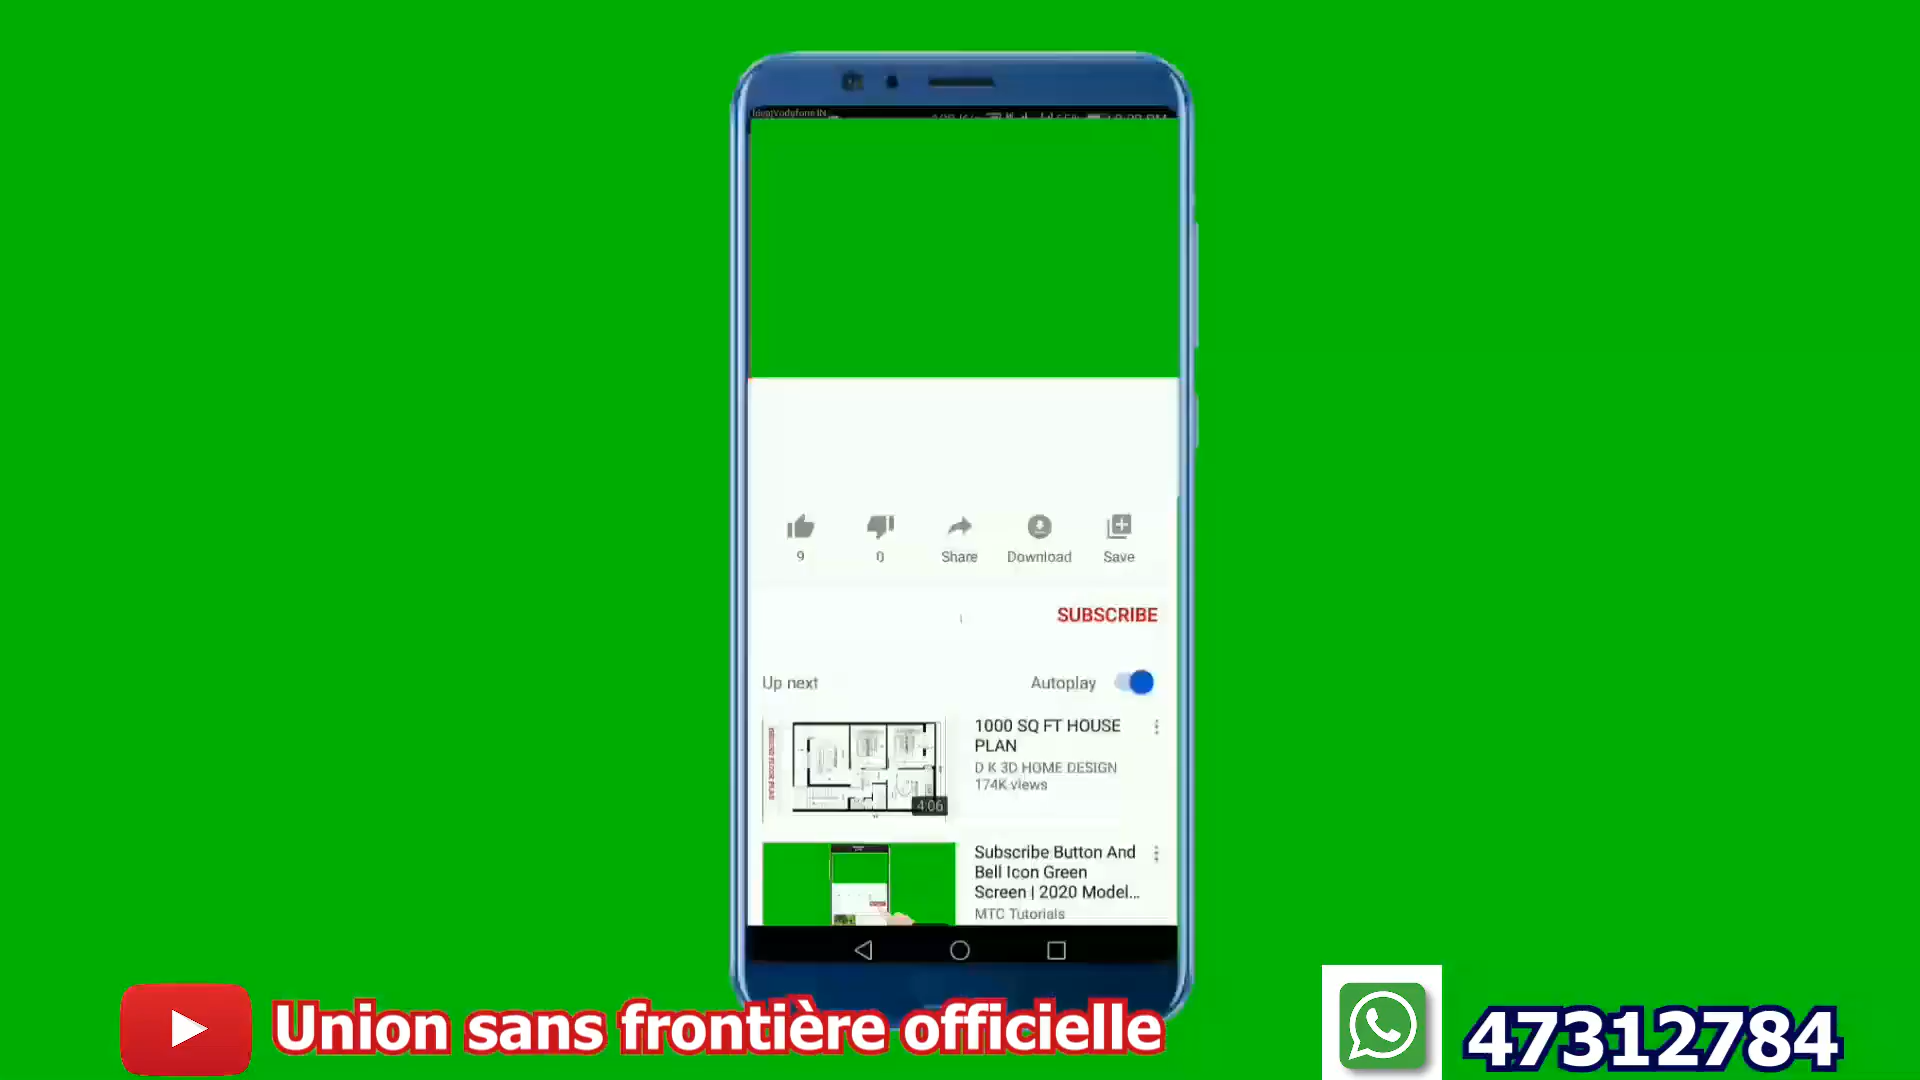 9
0
Share
Download
Save
SUBSCRIBE
Up next
Autoplay
1000 SQ FT HOUSE
PLAN
D K 3D HOME DESIGN
174K views
4:06
Subscribe Button And
Bell Icon Green
Screen | 2020 Model...
MTC Tutorials
Union sans frontière officielle
47312784